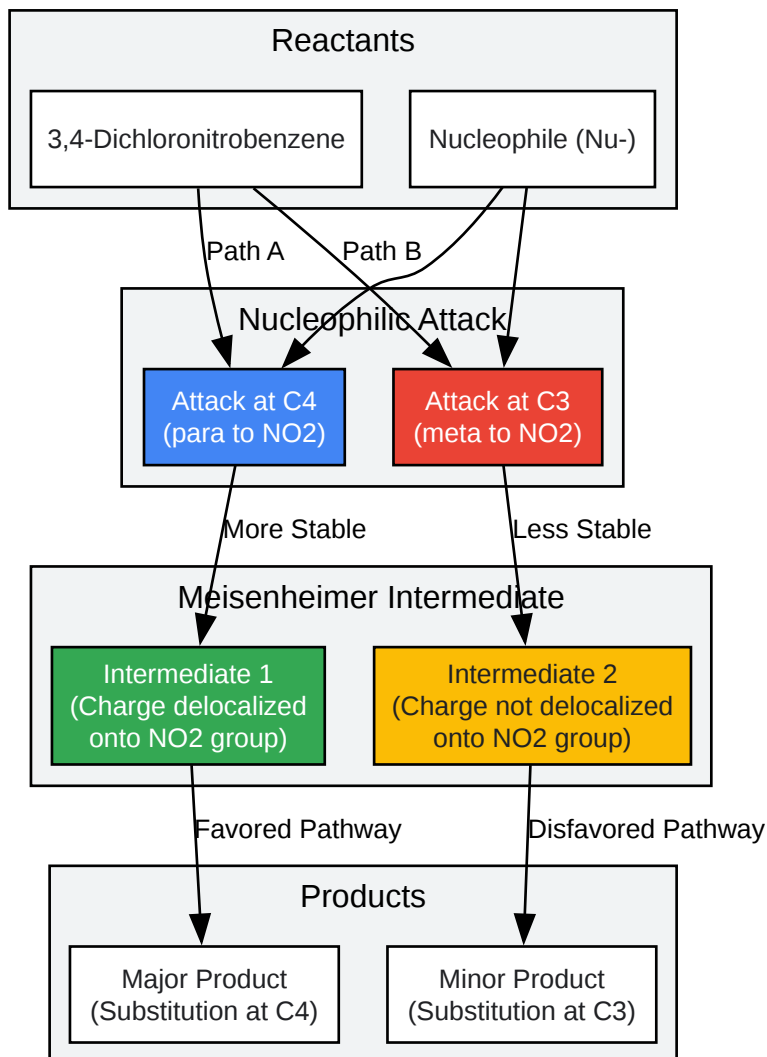 Reactants
3,4-Dichloronitrobenzene
Nucleophile (Nu-)
Path A
Path B
Nucleophilic Attack
Attack at C4
(para to NO2)
Attack at C3
(meta to NO2)
More Stable
Less Stable
Meisenheimer Intermediate
Intermediate 1
(Charge delocalized
onto NO2 group)
Intermediate 2
(Charge not delocalized
onto NO2 group)
Favored Pathway
Disfavored Pathway
Products
Major Product
(Substitution at C4)
Minor Product
(Substitution at C3)